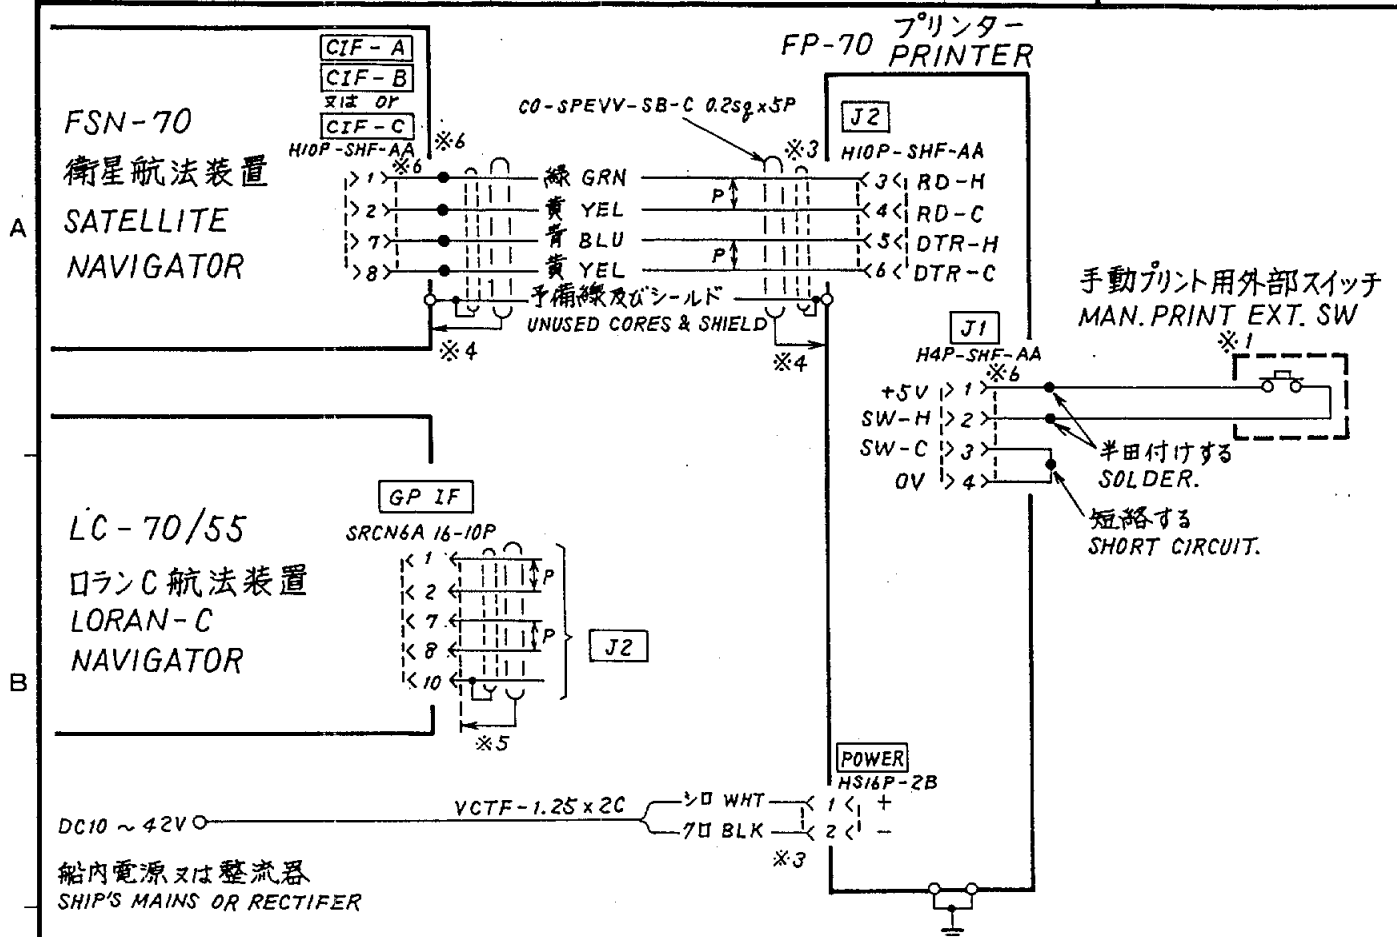 プリンター
FP-70 PRINTER
CIF-A
CIF-B
又は or
CIF-C
H10P-SHF-AA
※6
※6
FSN-70
衛星航法装置
SATELLITE
NAVIGATOR
CO-SPEVV-SB-C 0.2sq×5P
J2
※3
H10P-SHF-AA
1 緑 GRN P 3 RD-H
2 黄 YEL 4 RD-C
7 青 BLU P 5 DTR-H
8 黄 YEL 6 DTR-C
予備線及びシールド
UNUSED CORES & SHIELD
※4
※4
手動プリント用外部スイッチ
MAN. PRINT EXT. SW
※1
J1
H4P-SHF-AA
※6
+5V 1
SW-H 2
SW-C 3
0V 4
半田付けする
SOLDER.
短絡する
SHORT CIRCUIT.
A
GP IF
SRCN6A 16-10P
LC-70/55
ロランC航法装置
LORAN-C
NAVIGATOR
1
P
2
7
P
8
10
J2
※5
B
POWER
HS16P-2B
DC10~42V
VCTF-1.25×2C
シロ WHT 1 +
クロ BLK 2 -
※3
船内電源又は整流器
SHIP'S MAINS OR RECTIFER